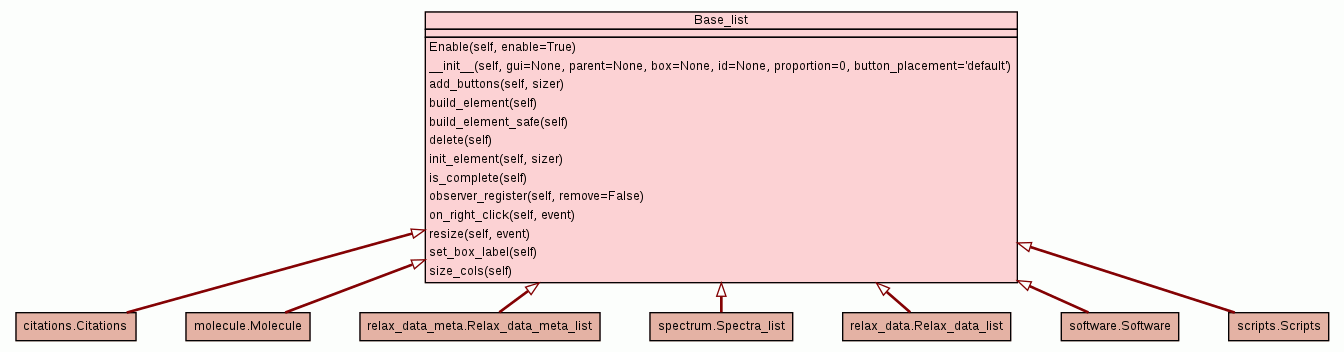 Base_list
Enable(self, enable=True)
__init__(self, gui=None, parent=None, box=None, id=None, proportion=0, button_placement='default')
add_buttons(self, sizer)
build_element(self)
build_element_safe(self)
delete(self)
init_element(self, sizer)
is_complete(self)
observer_register(self, remove=False)
on_right_click(self, event)
resize(self, event)
set_box_label(self)
size_cols(self)
citations.Citations
molecule.Molecule
relax_data_meta.Relax_data_meta_list
spectrum.Spectra_list
relax_data.Relax_data_list
software.Software
scripts.Scripts